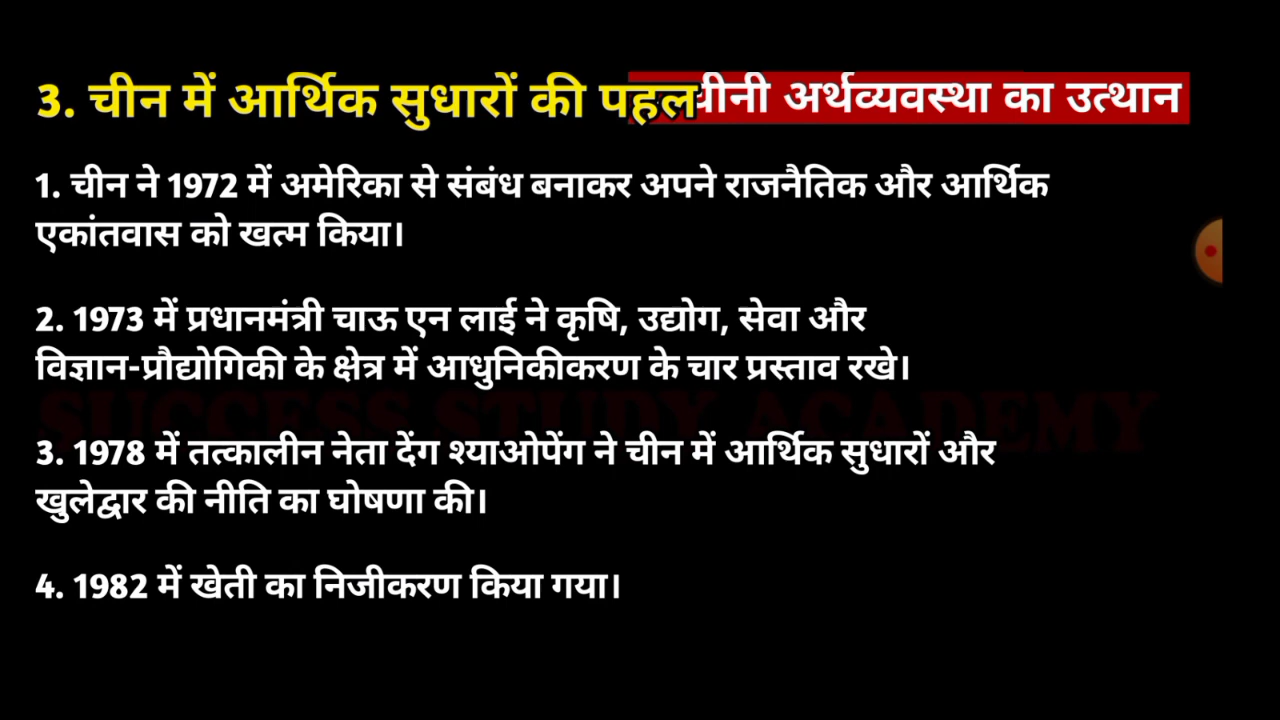 3. चीन में आर्थिक सुधारों की पहल
चीनी अर्थव्यवस्था का उत्थान
1. चीन ने 1972 में अमेरिका से संबंध बनाकर अपने राजनैतिक और आर्थिक
एकांतवास को खत्म किया।
2. 1973 में प्रधानमंत्री चाऊ एन लाई ने कृषि, उद्योग, सेवा और
विज्ञान-प्रौद्योगिकी के क्षेत्र में आधुनिकीकरण के चार प्रस्ताव रखे।
SUCCESS STUDY ACADEMY
3. 1978 में तत्कालीन नेता देंग श्याओपेंग ने चीन में आर्थिक सुधारों और
खुलेद्वार की नीति का घोषणा की।
4. 1982 में खेती का निजीकरण किया गया।